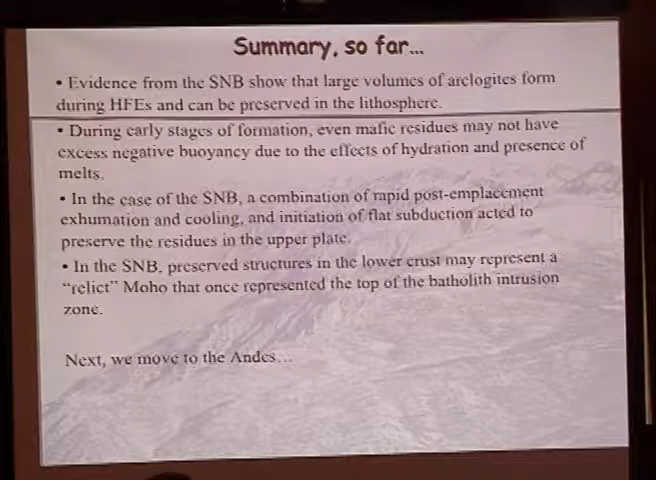 Summary, so far...
• Evidence from the SNB show that large volumes of arclogites form
during HFEs and can be preserved in the lithosphere.
• During early stages of formation, even mafic residues may not have
excess negative buoyancy due to the effects of hydration and presence of
melts.
• In the case of the SNB, a combination of rapid post-emplacement
exhumation and cooling, and initiation of flat subduction acted to
preserve the residues in the upper plate.
• In the SNB, preserved structures in the lower crust may represent a
“relict” Moho that once represented the top of the batholith intrusion
zone.
Next, we move to the Andes...